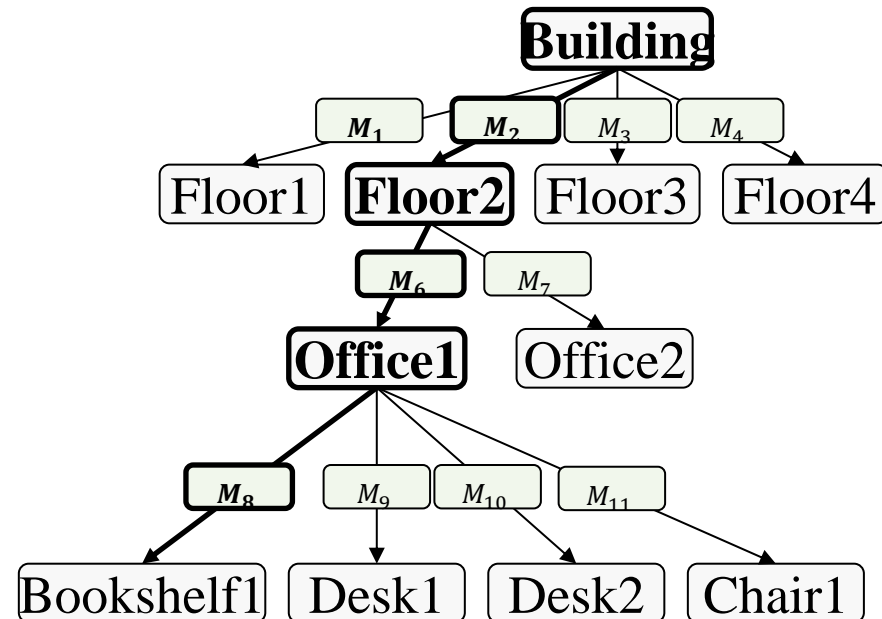 Building
M₁ M₂ M₃ M₄
Floor1 Floor2 Floor3 Floor4
M₆ M₇
Office1 Office2
M₈ M₉ M₁₀ M₁₁
Bookshelf1 Desk1 Desk2 Chair1